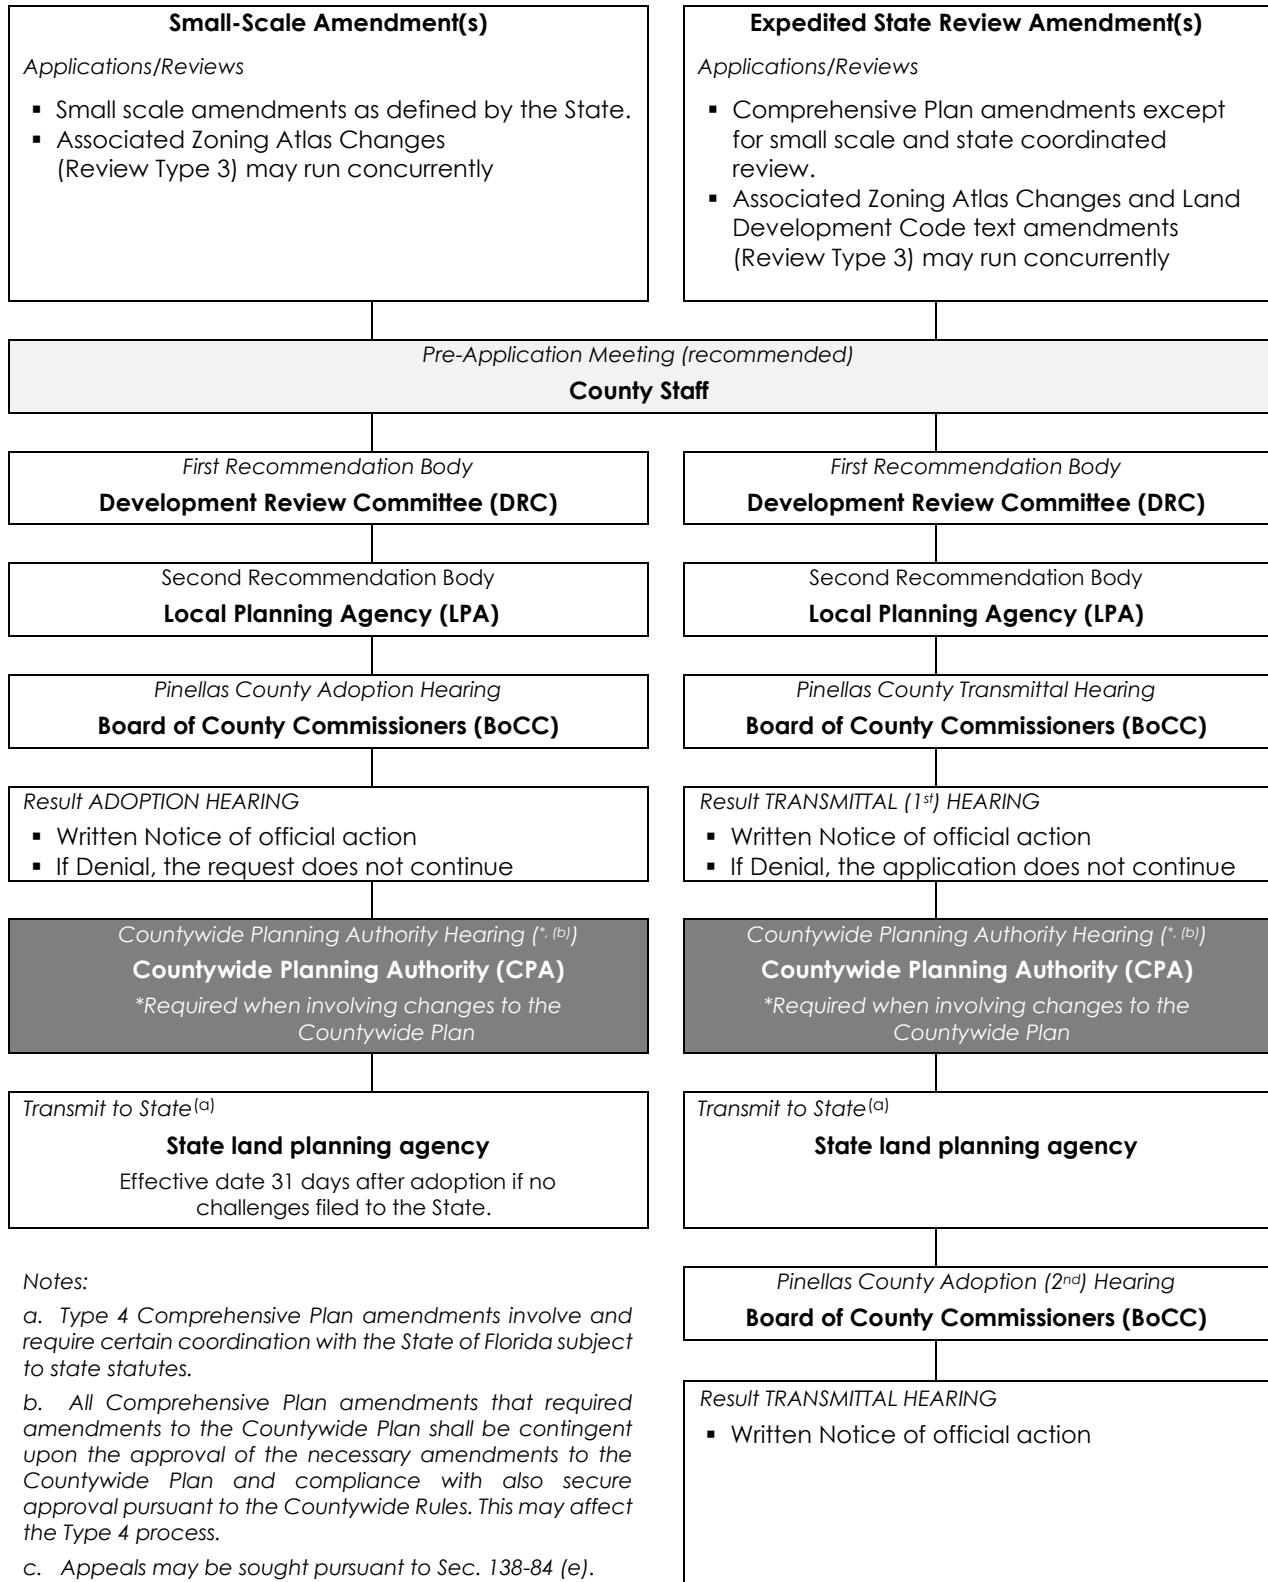 Small-Scale Amendment(s)
Applications/Reviews
▪ Small scale amendments as defined by the State.
▪ Associated Zoning Atlas Changes
(Review Type 3) may run concurrently
Expedited State Review Amendment(s)
Applications/Reviews
▪ Comprehensive Plan amendments except
for small scale and state coordinated
review.
▪ Associated Zoning Atlas Changes and Land
Development Code text amendments
(Review Type 3) may run concurrently
Pre-Application Meeting (recommended)
County Staff
First Recommendation Body
Development Review Committee (DRC)
First Recommendation Body
Development Review Committee (DRC)
Second Recommendation Body
Local Planning Agency (LPA)
Second Recommendation Body
Local Planning Agency (LPA)
Pinellas County Adoption Hearing
Board of County Commissioners (BoCC)
Pinellas County Transmittal Hearing
Board of County Commissioners (BoCC)
Result ADOPTION HEARING
▪ Written Notice of official action
▪ If Denial, the request does not continue
Result TRANSMITTAL (1st) HEARING
▪ Written Notice of official action
▪ If Denial, the application does not continue
Countywide Planning Authority Hearing (*, (b))
Countywide Planning Authority (CPA)
*Required when involving changes to the
Countywide Plan
Countywide Planning Authority Hearing (*, (b))
Countywide Planning Authority (CPA)
*Required when involving changes to the
Countywide Plan
Transmit to State(a)
State land planning agency
Effective date 31 days after adoption if no
challenges filed to the State.
Transmit to State(a)
State land planning agency
Notes:
a. Type 4 Comprehensive Plan amendments involve and
require certain coordination with the State of Florida subject
to state statutes.
b. All Comprehensive Plan amendments that required
amendments to the Countywide Plan shall be contingent
upon the approval of the necessary amendments to the
Countywide Plan and compliance with also secure
approval pursuant to the Countywide Rules. This may affect
the Type 4 process.
c. Appeals may be sought pursuant to Sec. 138-84 (e).
Pinellas County Adoption (2nd) Hearing
Board of County Commissioners (BoCC)
Result TRANSMITTAL HEARING
▪ Written Notice of official action